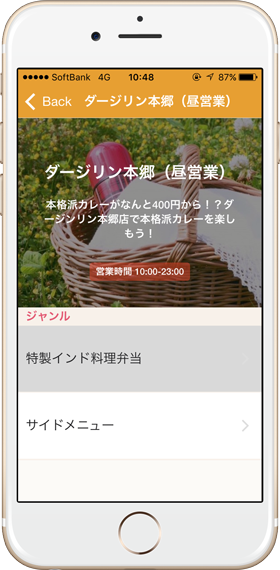 SoftBank 4G 10:48 87%
Back ダージリン本郷（昼営業）
ダージリン本郷（昼営業）
本格派カレーがなんと400円から！？ダ
ージンリン本郷店で本格派カレーを楽し
もう！
営業時間 10:00-23:00
ジャンル
特製インド料理弁当
サイドメニュー